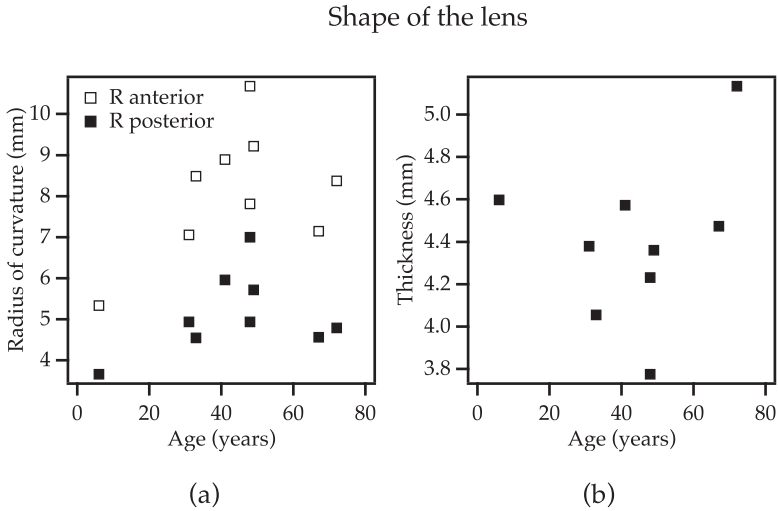 Shape of the lens
R anterior
R posterior
Radius of curvature (mm)
10
9
8
7
6
5
4
0 20 40 60 80
Age (years)
(a)
Thickness (mm)
5.0
4.8
4.6
4.4
4.2
4.0
3.8
0 20 40 60 80
Age (years)
(b)